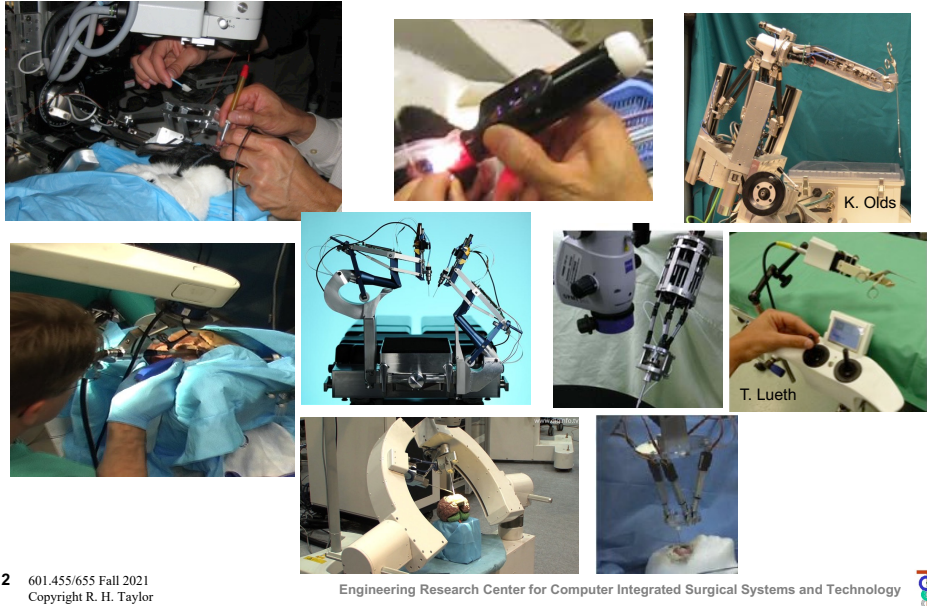 K. Olds
T. Lueth
2
601.455/655 Fall 2021
Copyright R. H. Taylor
Engineering Research Center for Computer Integrated Surgical Systems and Technology